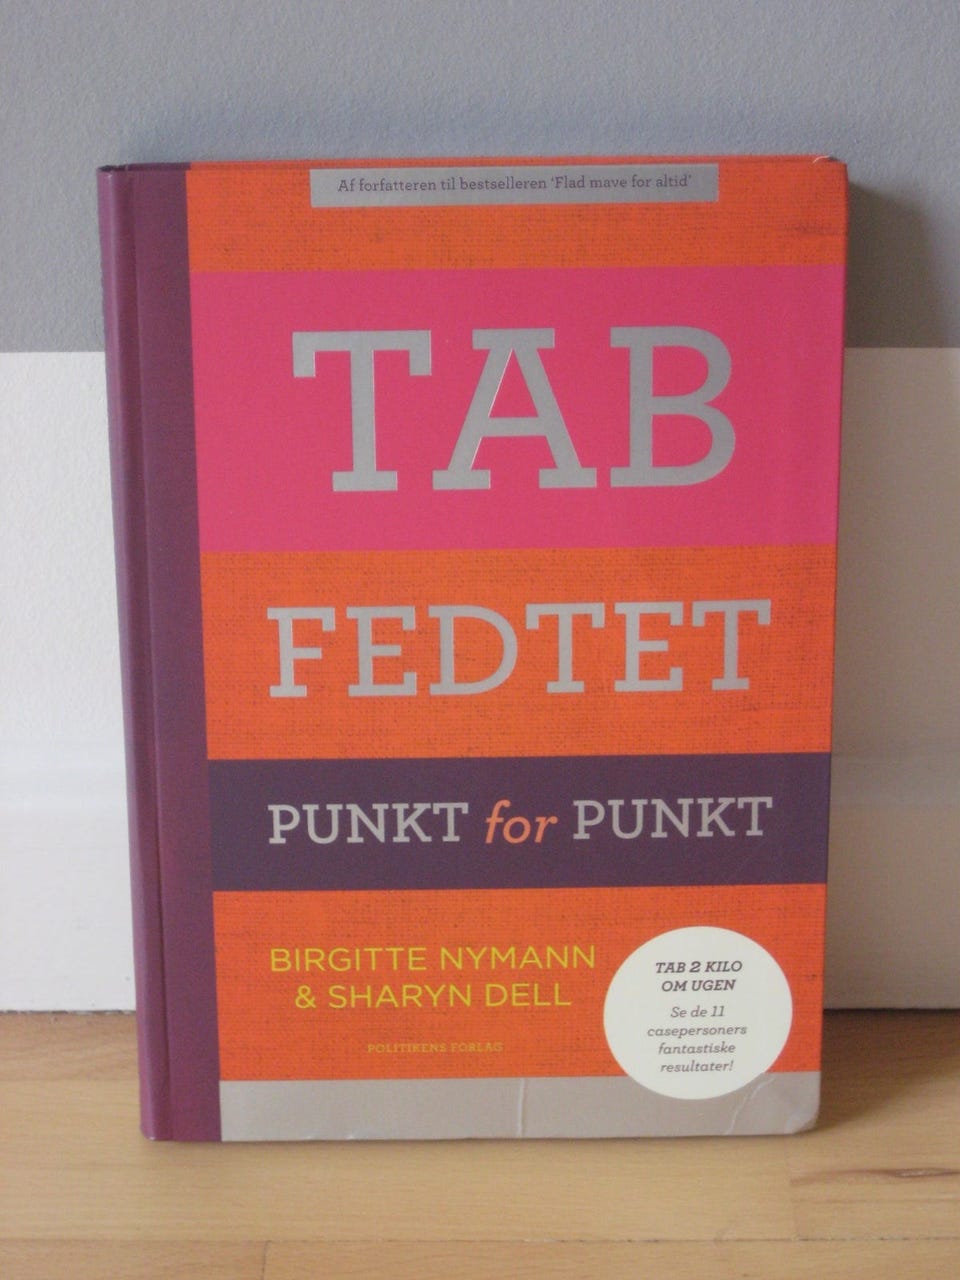 Af forfatteren til bestselleren 'Flad mave for altid'
TAB
FEDTET
PUNKT for PUNKT
BIRGITTE NYMANN
& SHARYN DELL
POLITIKENS FORLAG
TAB 2 KILO
OM UGEN
Se de 11
casepersoners
fantastiske
resultater!